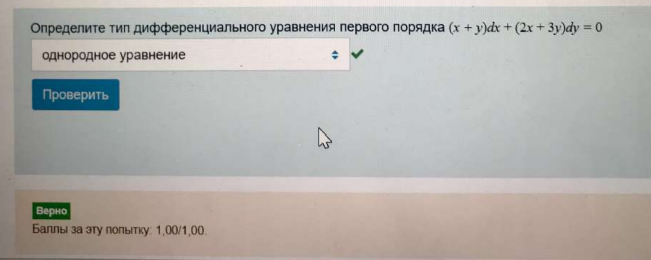 Определите тип дифференциального уравнения первого порядка (x + y)dx + (2x + 3y)dy = 0
однородное уравнение
Проверить
Верно
Баллы за эту попытку: 1,00/1,00.